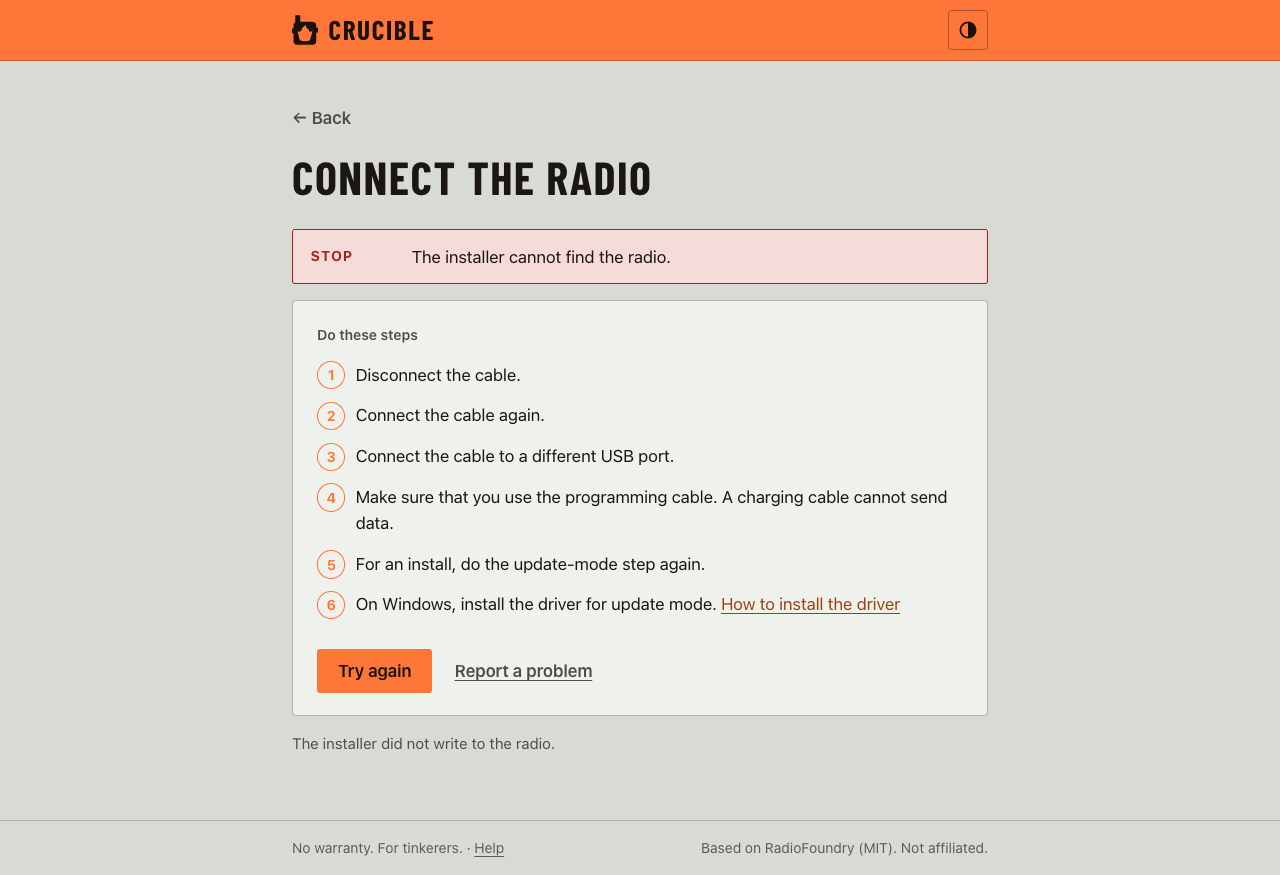 CRUCIBLE
← Back
CONNECT THE RADIO
STOP The installer cannot find the radio.
Do these steps
1 Disconnect the cable.
2 Connect the cable again.
3 Connect the cable to a different USB port.
4 Make sure that you use the programming cable. A charging cable cannot send
data.
5 For an install, do the update-mode step again.
6 On Windows, install the driver for update mode. How to install the driver
Try again Report a problem
The installer did not write to the radio.
No warranty. For tinkerers. · Help Based on RadioFoundry (MIT). Not affiliated.